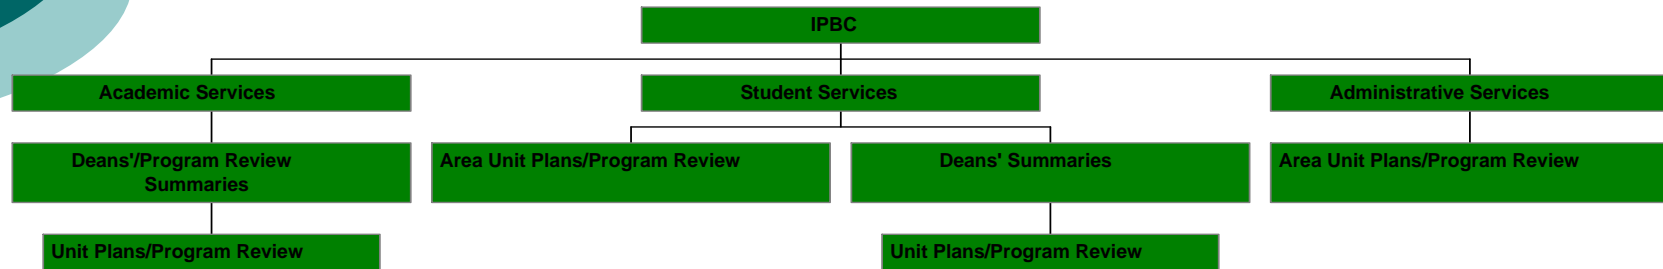 IPBC
Academic Services
Student Services
Administrative Services
Deans'/Program Review
Summaries
Area Unit Plans/Program Review
Deans' Summaries
Area Unit Plans/Program Review
Unit Plans/Program Review
Unit Plans/Program Review